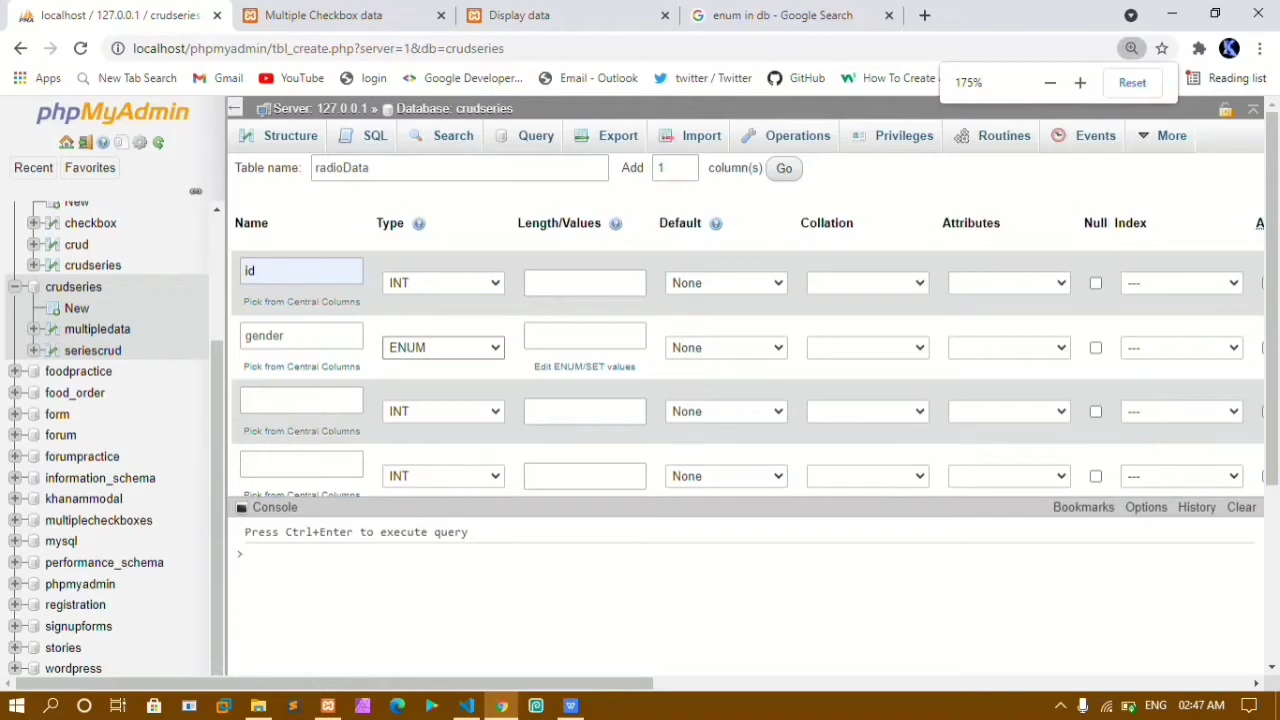 localhost / 127.0.0.1 / crudseries
Multiple Checkbox data
Display data
enum in db - Google Search
localhost/phpmyadmin/tbl_create.php?server=1&db=crudseries
Apps
New Tab Search
Gmail
YouTube
login
Google Developer...
Email - Outlook
twitter / Twitter
GitHub
How To Create
Reading list
175%
Reset
phpMyAdmin
Recent
Favorites
New
checkbox
crud
crudseries
crudseries
New
multipledata
seriescrud
foodpractice
food_order
form
forum
forumpractice
information_schema
khanammodal
multiplecheckboxes
mysql
performance_schema
phpmyadmin
registration
signupforms
stories
wordpress
Server: 127.0.0.1 » Database: crudseries
Structure
SQL
Search
Query
Export
Import
Operations
Privileges
Routines
Events
More
Table name: radioData Add 1 column(s) Go
Name Type Length/Values Default Collation Attributes Null Index A
id INT None ---
Pick from Central Columns
gender ENUM None ---
Pick from Central Columns Edit ENUM/SET values
INT None ---
Pick from Central Columns
INT None ---
Pick from Central Columns
Console Bookmarks Options History Clear
Press Ctrl+Enter to execute query
>
ENG 02:47 AM